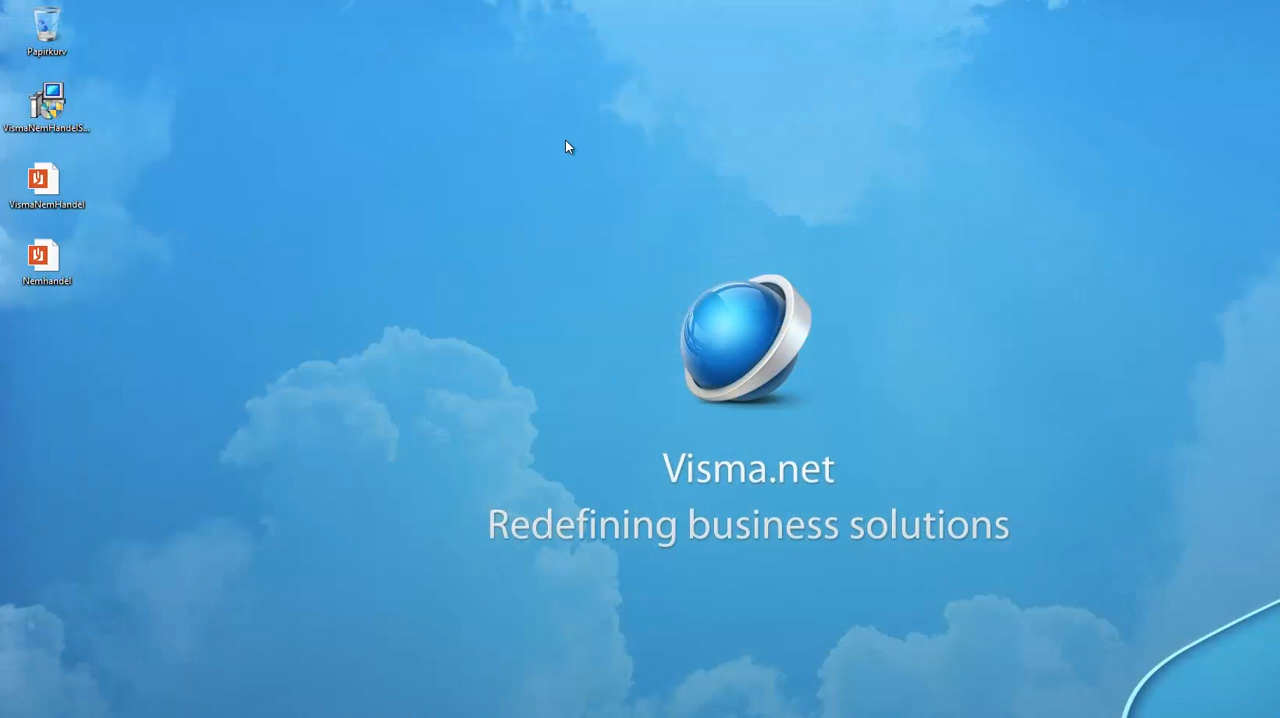 Papirkurv
VismaNemHandelS...
VismaNemHandel
Nemhandel
Visma.net
Redefining business solutions